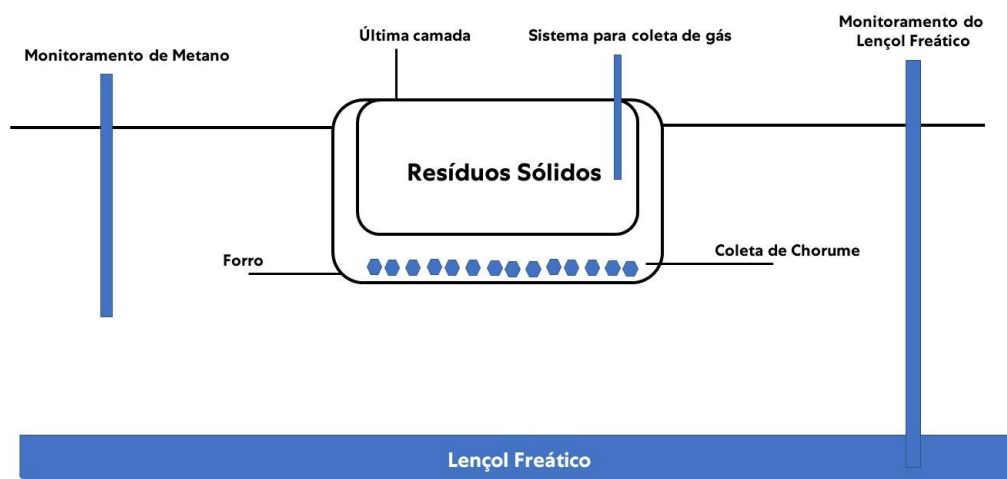 Monitoramento do
Lençol Freático
Última camada
Sistema para coleta de gás
Monitoramento de Metano
Resíduos Sólidos
Coleta de Chorume
Forro
Lençol Freático